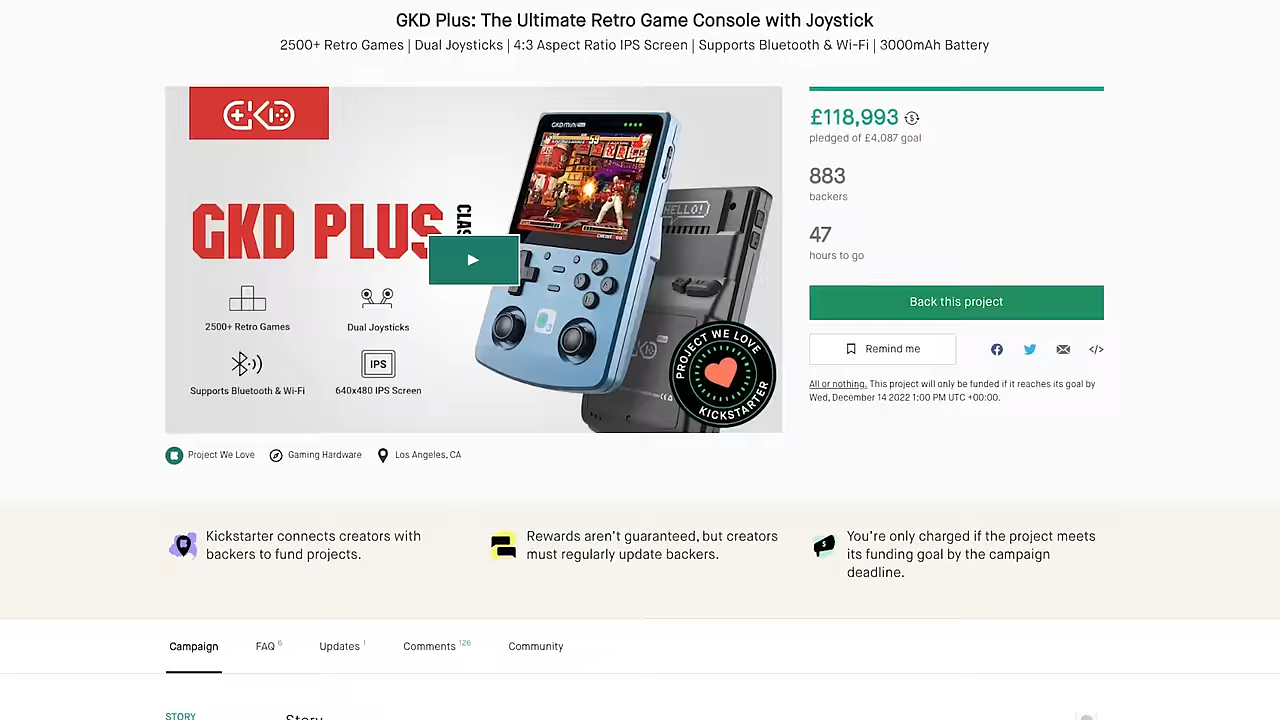 GKD Plus: The Ultimate Retro Game Console with Joystick
2500+ Retro Games | Dual Joysticks | 4:3 Aspect Ratio IPS Screen | Supports Bluetooth & Wi-Fi | 3000mAh Battery
GKD
GKD PLUS
CLAS
2500+ Retro Games
Dual Joysticks
IPS
Supports Bluetooth & Wi-Fi
640x480 IPS Screen
GKD mini
HELLO!
PROJECT WE LOVE
KICKSTARTER
£118,993
pledged of £4,087 goal
883
backers
47
hours to go
Back this project
Remind me
</>
All or nothing. This project will only be funded if it reaches its goal by
Wed, December 14 2022 1:00 PM UTC +00:00.
Project We Love
Gaming Hardware
Los Angeles, CA
Kickstarter connects creators with
backers to fund projects.
Rewards aren't guaranteed, but creators
must regularly update backers.
You're only charged if the project meets
its funding goal by the campaign
deadline.
Campaign
FAQ 6
Updates 1
Comments 126
Community
STORY
Story